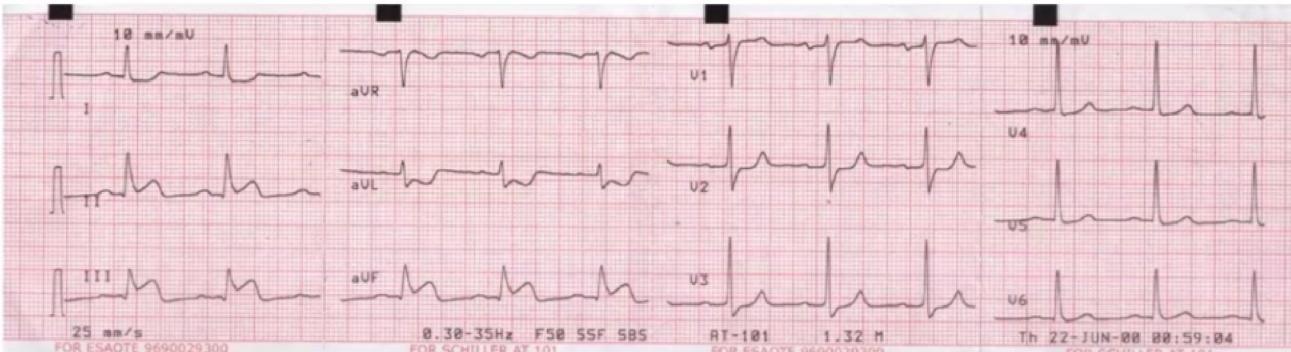 10 mm/mV
10 mm/mV
I
aVR
V1
V4
II
aVL
V2
V5
III
aVF
V3
V6
25 mm/s
0.30-35Hz F50 SSF SBS
AT-101
1.32 M
Th 22-JUN-00 00:59:04
FOR ESAOTE 9690029300
FOR SCHILLER AT 101
FOR ESAOTE 9690029300